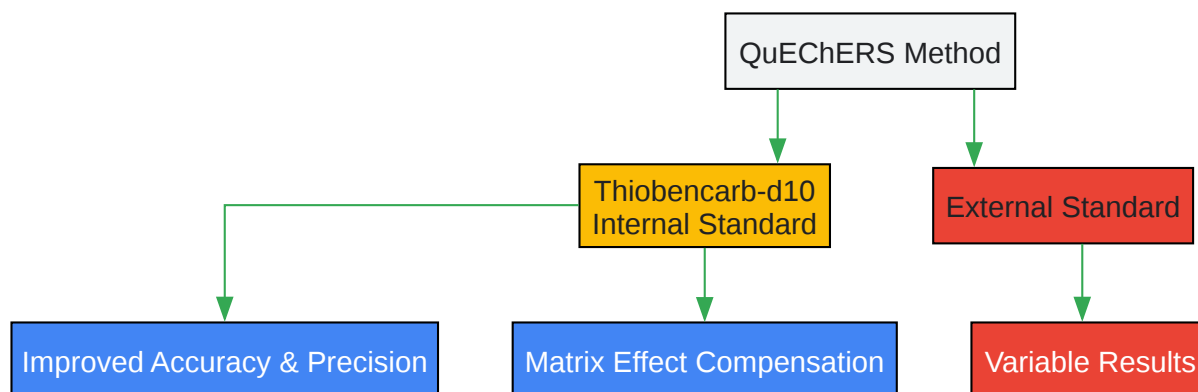 QuEChERS Method
Thiobencarb-d10
Internal Standard
External Standard
Improved Accuracy & Precision
Matrix Effect Compensation
Variable Results